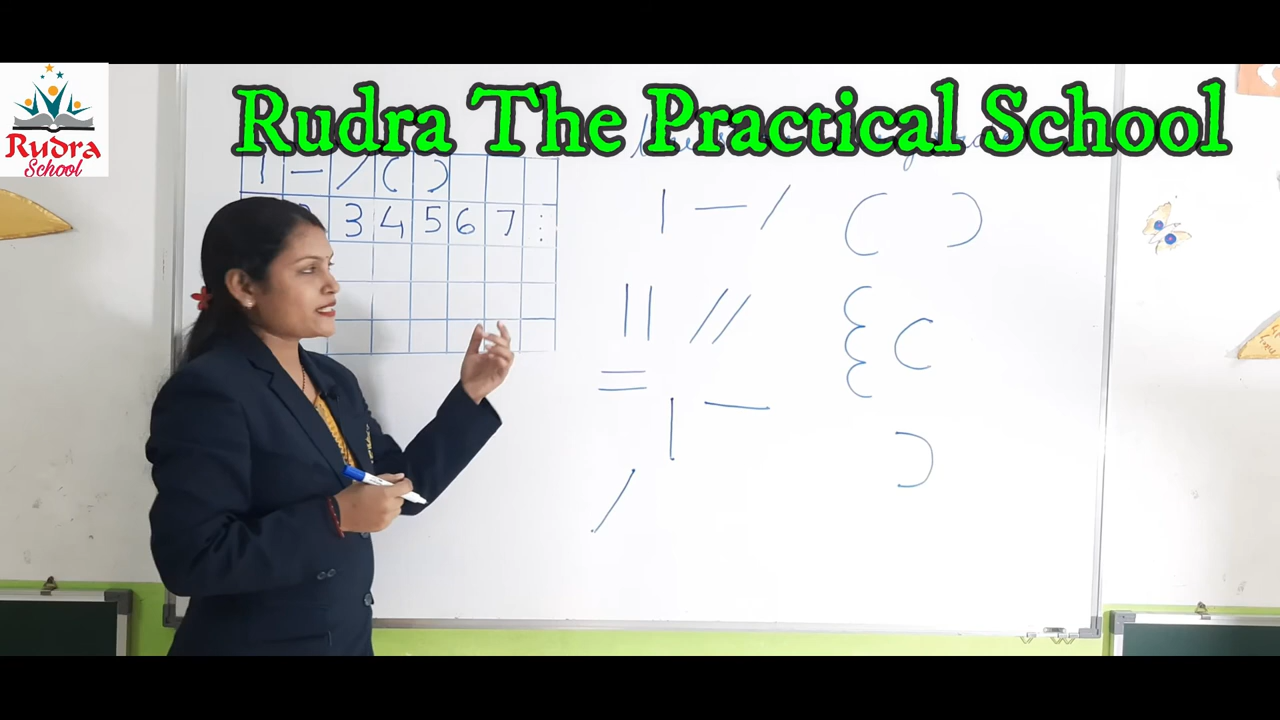 Rudra The Practical School
Rudra
School
| — / ( )
3 4 5 6 7
| — / ( )
|| //
=
| —
/